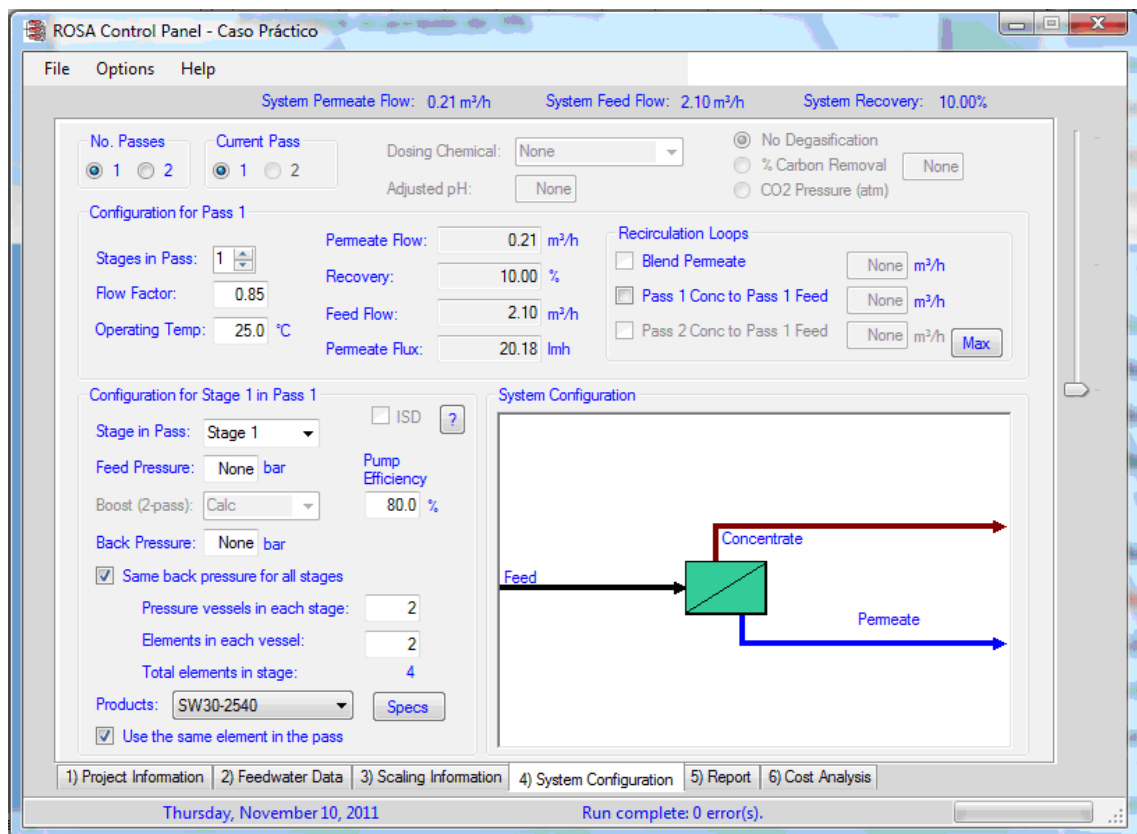 ROSA Control Panel - Caso Práctico
File Options Help
System Permeate Flow: 0.21 m³/h System Feed Flow: 2.10 m³/h System Recovery: 10.00%
No. Passes
1 2
Current Pass
1 2
Dosing Chemical: None
Adjusted pH: None
No Degasification
% Carbon Removal None
CO2 Pressure (atm)
Configuration for Pass 1
Stages in Pass: 1
Flow Factor: 0.85
Operating Temp: 25.0 °C
Permeate Flow: 0.21 m³/h
Recovery: 10.00 %
Feed Flow: 2.10 m³/h
Permeate Flux: 20.18 lmh
Recirculation Loops
Blend Permeate None m³/h
Pass 1 Conc to Pass 1 Feed None m³/h
Pass 2 Conc to Pass 1 Feed None m³/h Max
Configuration for Stage 1 in Pass 1
ISD ?
Stage in Pass: Stage 1
Feed Pressure: None bar
Pump
Efficiency
80.0 %
Boost (2-pass): Calc
Back Pressure: None bar
Same back pressure for all stages
Pressure vessels in each stage: 2
Elements in each vessel: 2
Total elements in stage: 4
Products: SW30-2540 Specs
Use the same element in the pass
System Configuration
Concentrate
Feed
Permeate
1) Project Information 2) Feedwater Data 3) Scaling Information 4) System Configuration 5) Report 6) Cost Analysis
Thursday, November 10, 2011 Run complete: 0 error(s).